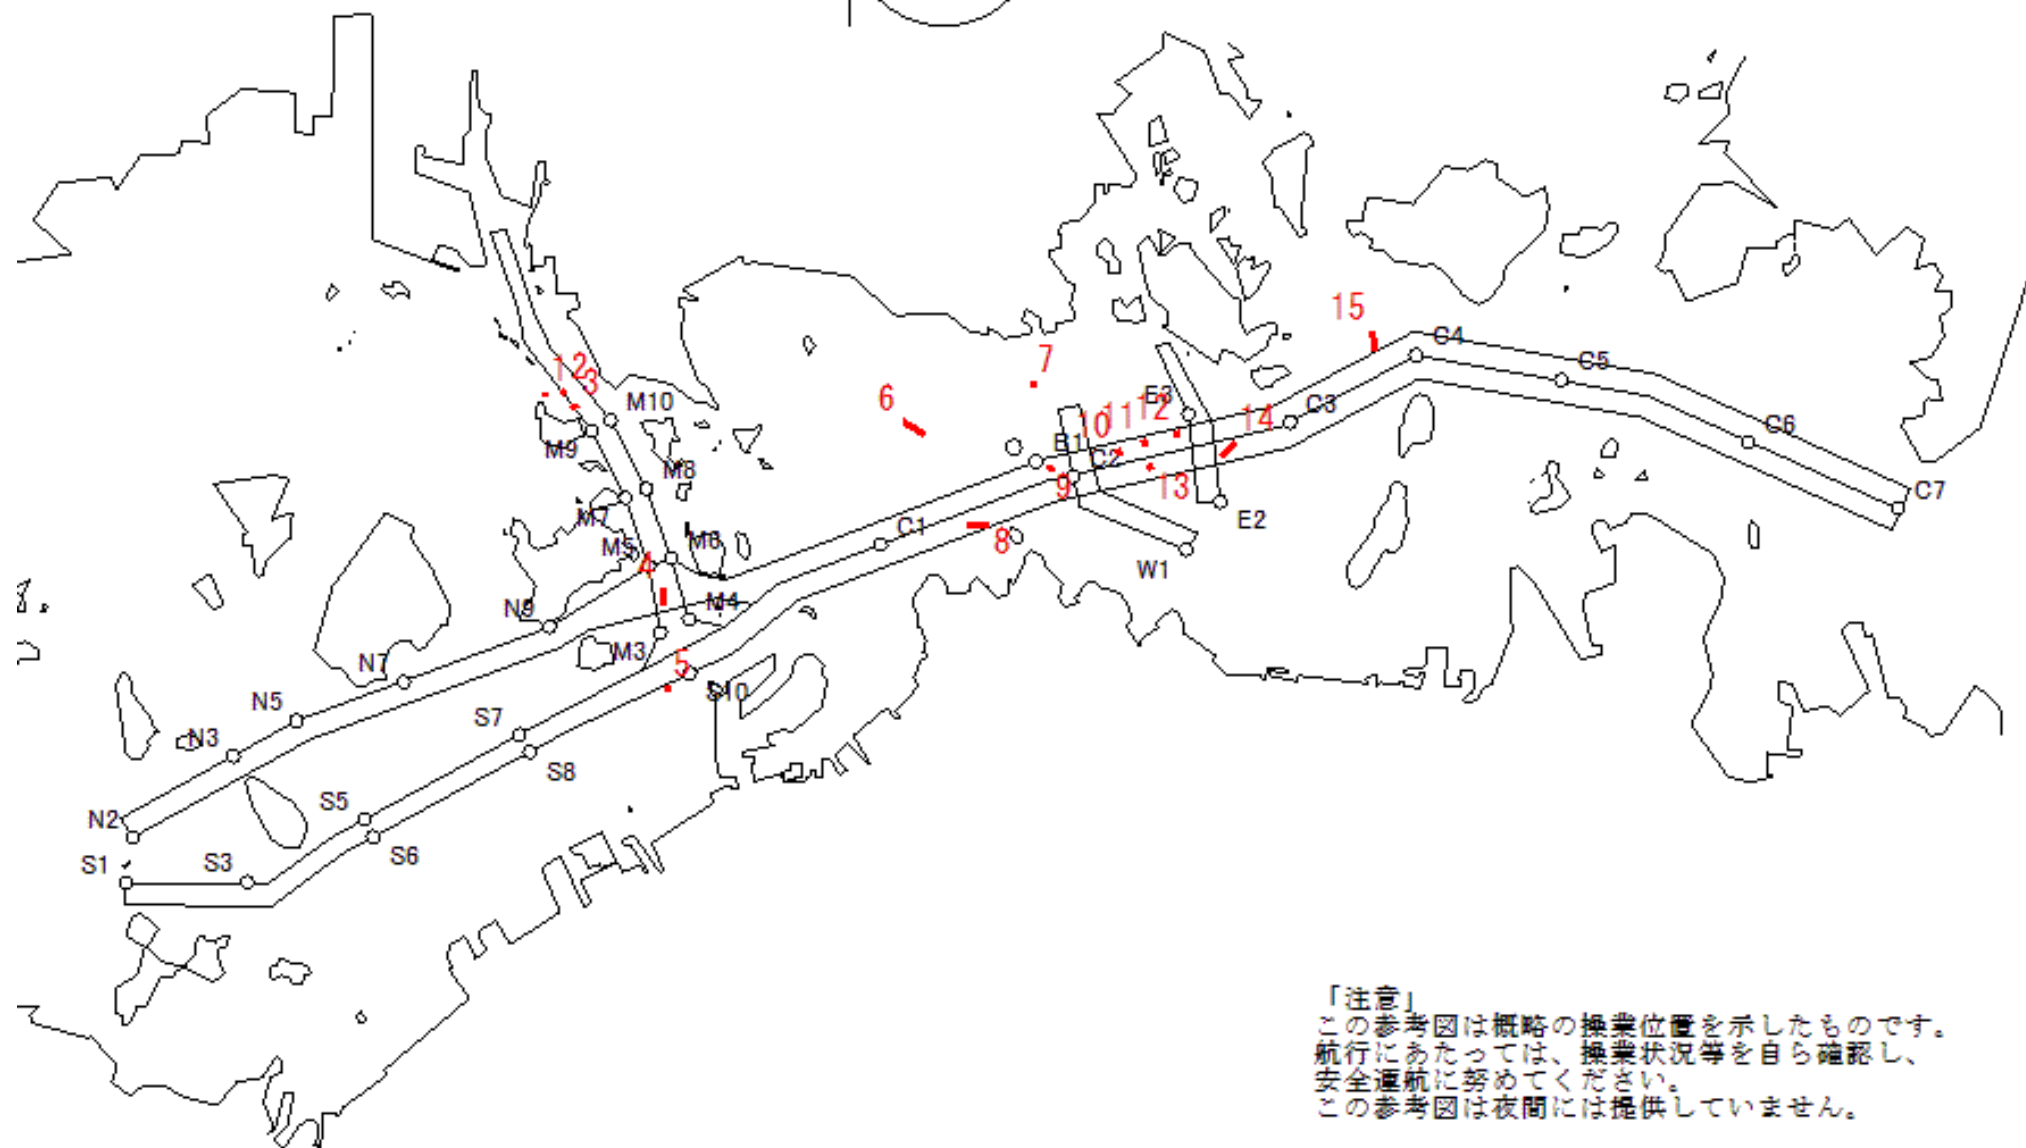 15
C4
C5
7
1
2
3
6
M10
E3
12
11
10
14
C3
C6
M9
B1
C2
M8
9
13
C7
M7
E2
C1
M5
M6
8
4
W1
N9
M4
M3
5
N7
S10
N5
S7
N3
S8
S5
N2
S6
S1
S3
「注意」
この参考図は概略の操業位置を示したものです。
航行にあたっては、操業状況等を自ら確認し、
安全運航に努めてください。
この参考図は夜間には提供していません。